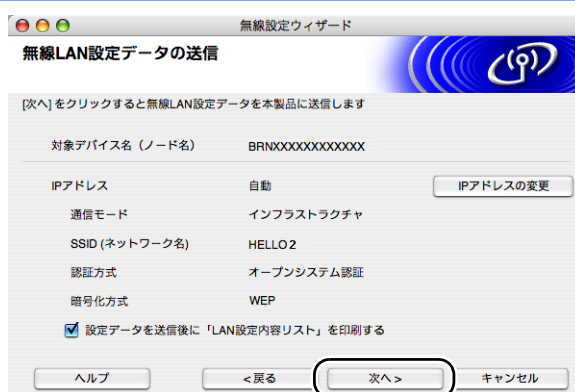 無線設定ウィザード
無線LAN設定データの送信
[次へ] をクリックすると無線LAN設定データを本製品に送信します
対象デバイス名（ノード名） BRNXXXXXXXXXXXX
IPアドレス 自動 IPアドレスの変更
通信モード インフラストラクチャ
SSID (ネットワーク名) HELLO2
認証方式 オープンシステム認証
暗号化方式 WEP
設定データを送信後に「LAN設定内容リスト」を印刷する
ヘルプ <戻る 次へ> キャンセル